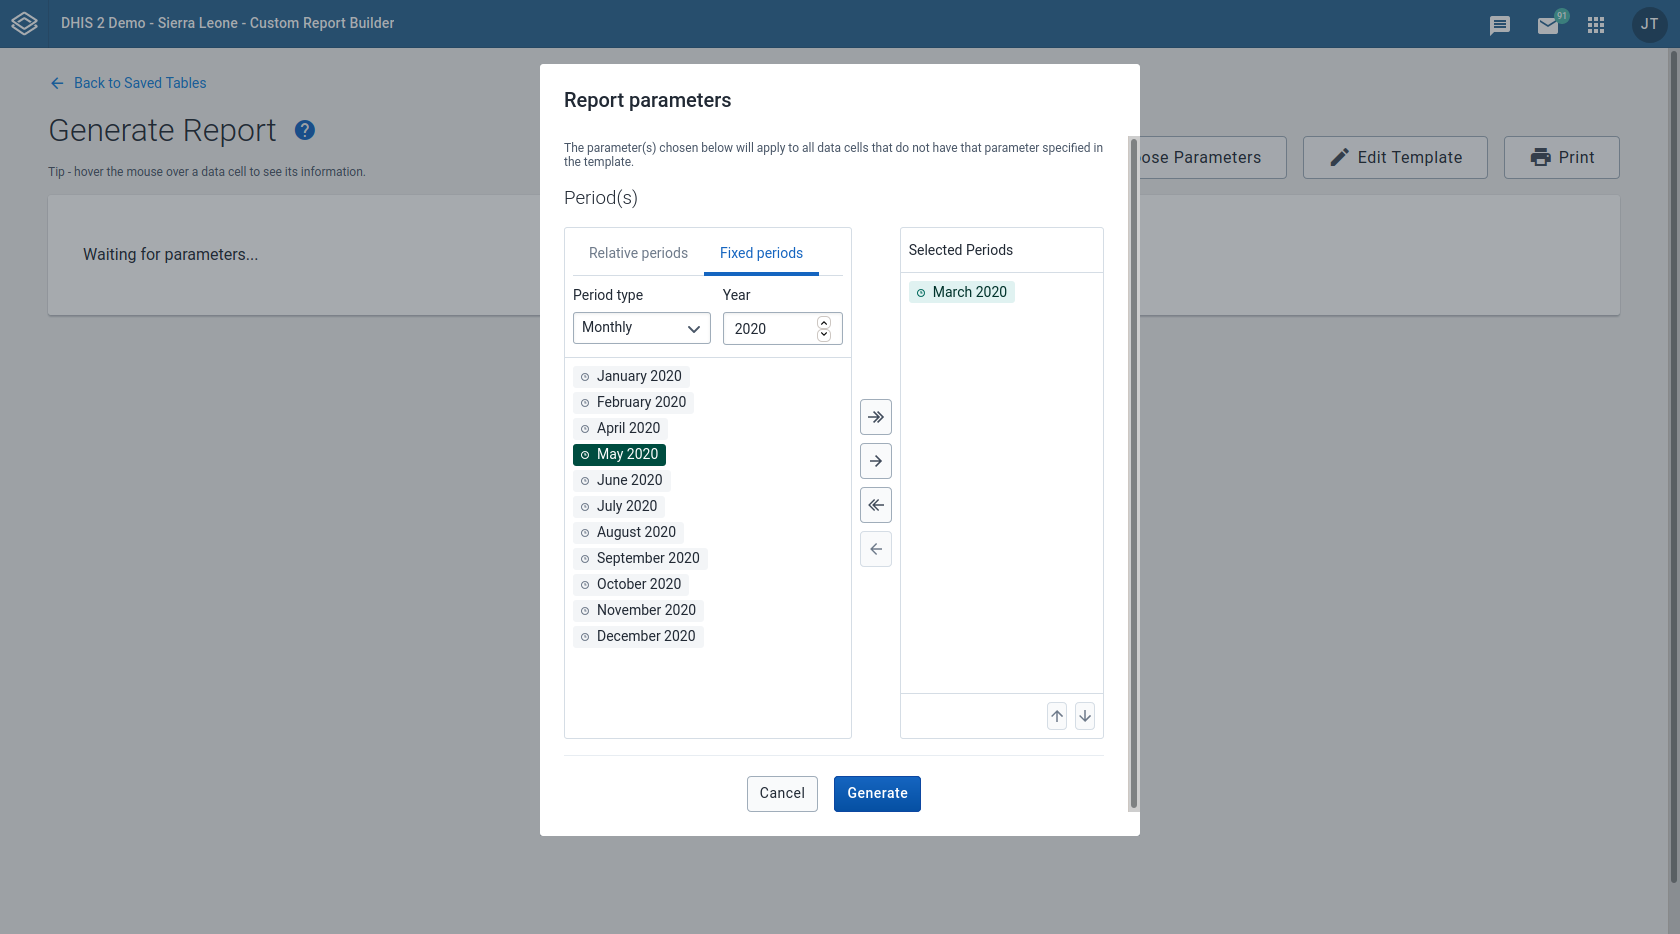 DHIS 2 Demo - Sierra Leone - Custom Report Builder
91
JT
Back to Saved Tables
Generate Report
?
Tip - hover the mouse over a data cell to see its information.
ose Parameters
Edit Template
Print
Waiting for parameters...
Report parameters
The parameter(s) chosen below will apply to all data cells that do not have that parameter specified in
the template.
Period(s)
Relative periods
Fixed periods
Period type
Year
Monthly
2020
January 2020
February 2020
April 2020
May 2020
June 2020
July 2020
August 2020
September 2020
October 2020
November 2020
December 2020
Selected Periods
March 2020
Cancel
Generate